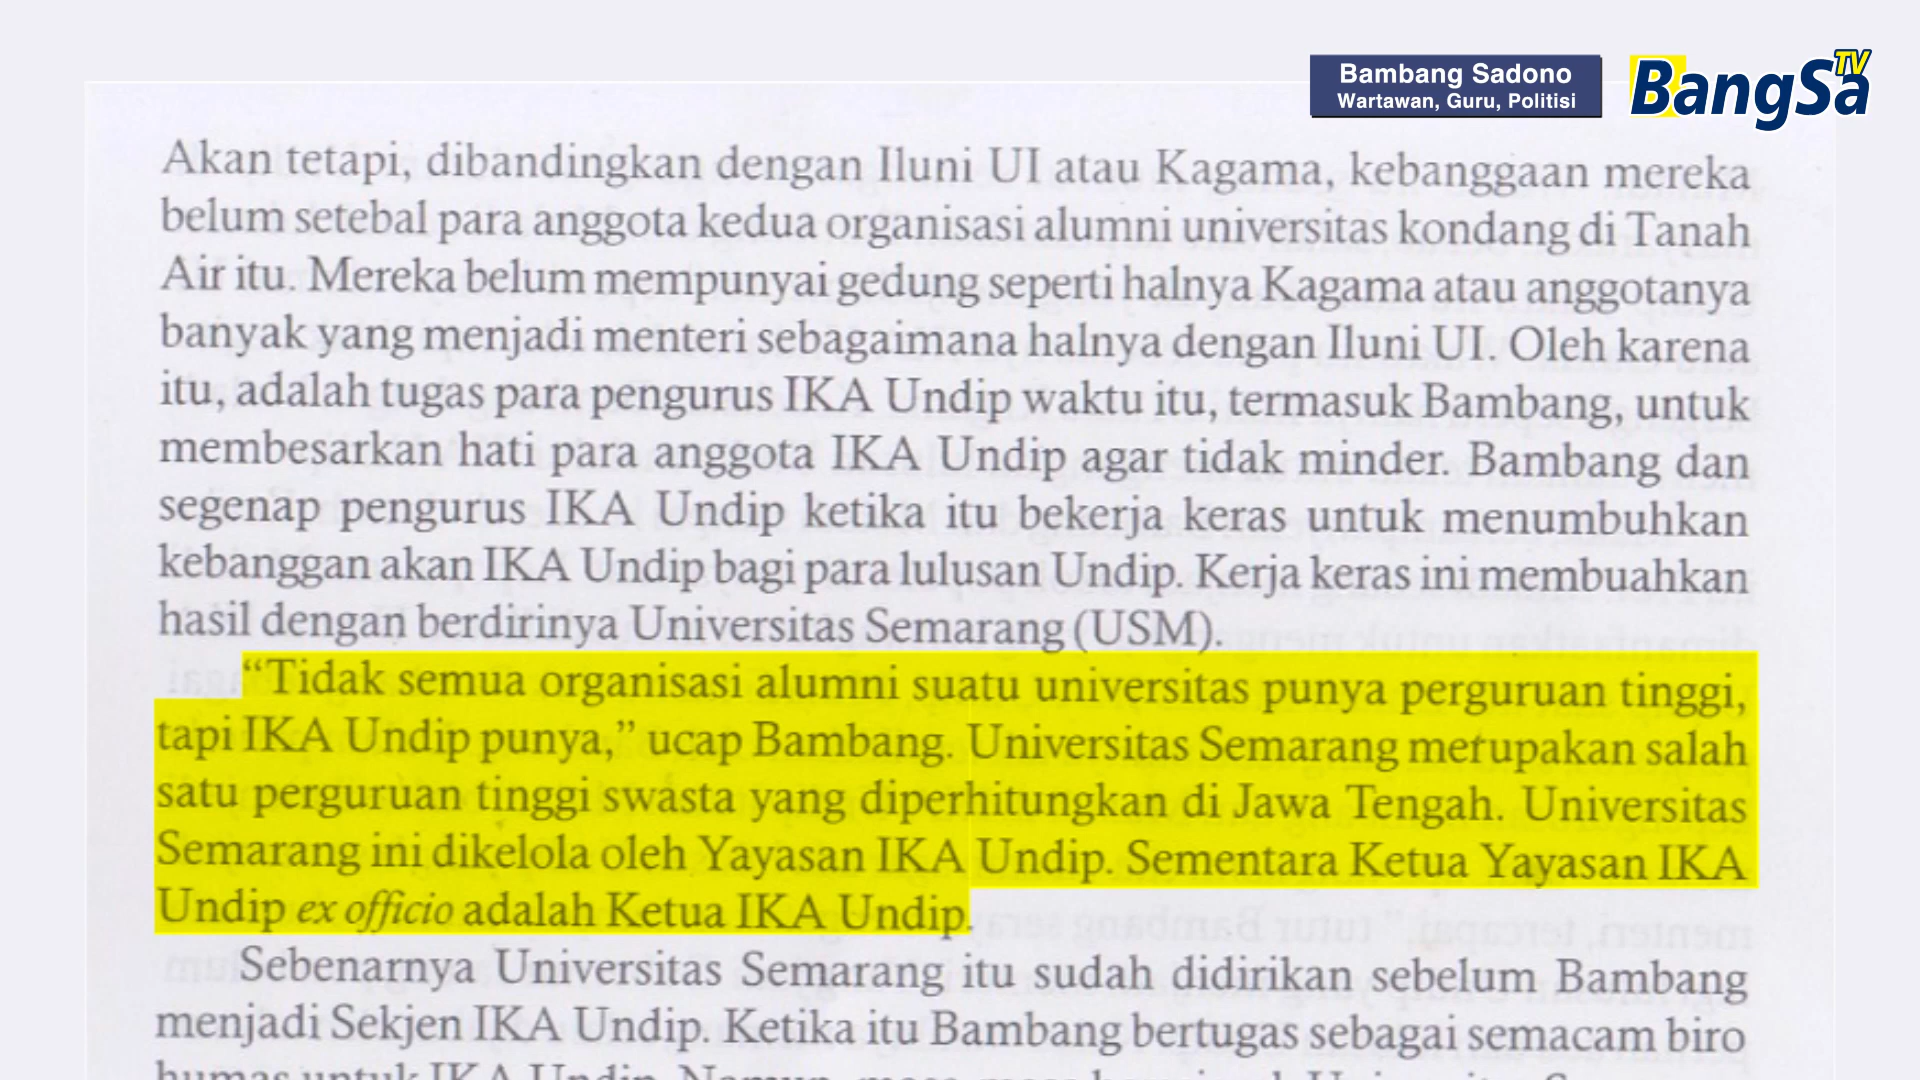 Bambang Sadono
Wartawan, Guru, Politisi
BangSa TV
Akan tetapi, dibandingkan dengan Iluni UI atau Kagama, kebanggaan mereka
belum setebal para anggota kedua organisasi alumni universitas kondang di Tanah
Air itu. Mereka belum mempunyai gedung seperti halnya Kagama atau anggotanya
banyak yang menjadi menteri sebagaimana halnya dengan Iluni UI. Oleh karena
itu, adalah tugas para pengurus IKA Undip waktu itu, termasuk Bambang, untuk
membesarkan hati para anggota IKA Undip agar tidak minder. Bambang dan
segenap pengurus IKA Undip ketika itu bekerja keras untuk menumbuhkan
kebanggan akan IKA Undip bagi para lulusan Undip. Kerja keras ini membuahkan
hasil dengan berdirinya Universitas Semarang (USM).
“Tidak semua organisasi alumni suatu universitas punya perguruan tinggi,
tapi IKA Undip punya,” ucap Bambang. Universitas Semarang merupakan salah
satu perguruan tinggi swasta yang diperhitungkan di Jawa Tengah. Universitas
Semarang ini dikelola oleh Yayasan IKA Undip. Sementara Ketua Yayasan IKA
Undip ex officio adalah Ketua IKA Undip.
Sebenarnya Universitas Semarang itu sudah didirikan sebelum Bambang
menjadi Sekjen IKA Undip. Ketika itu Bambang bertugas sebagai semacam biro
humas untuk IKA Undip. Namun,